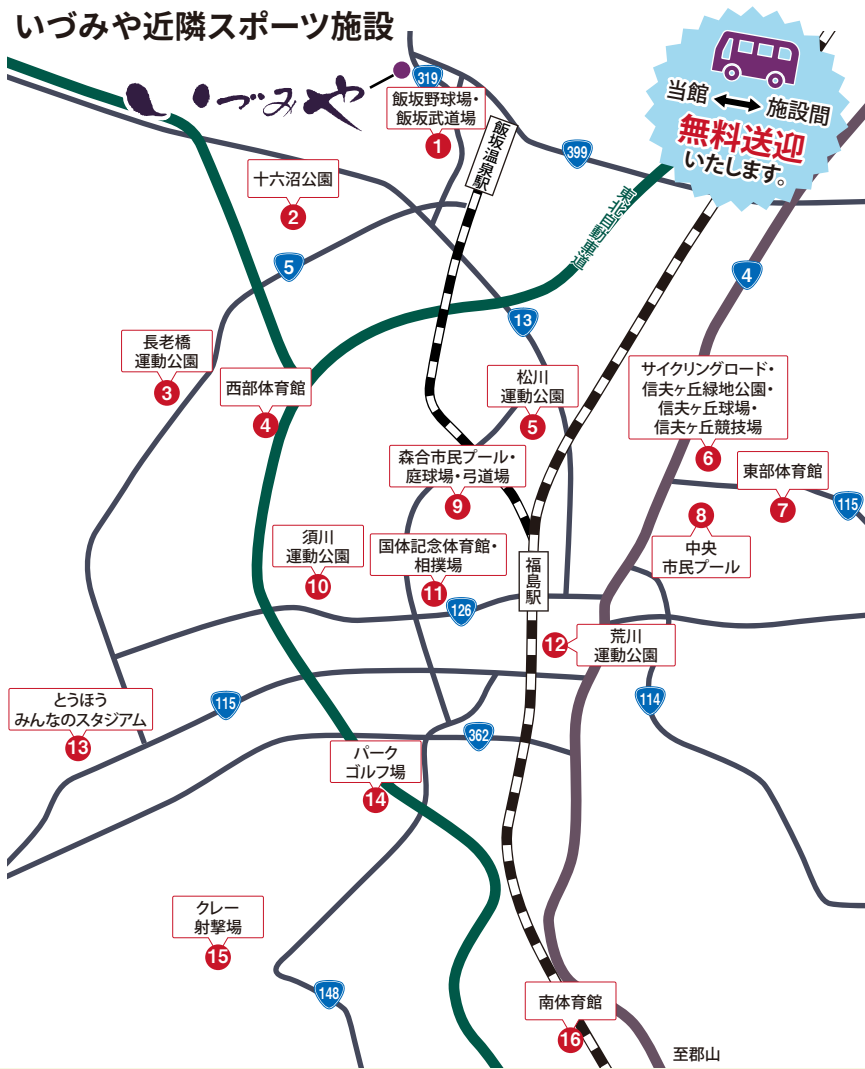 いづみや近隣スポーツ施設
いづみや
319
飯坂野球場・
飯坂武道場
1
飯坂温泉駅
399
当館
施設間
無料送迎
いたします。
十六沼公園
2
東北自動車道
5
4
13
長老橋
運動公園
3
西部体育館
4
松川
運動公園
5
サイクリングロード・
信夫ヶ丘緑地公園・
信夫ヶ丘球場・
信夫ヶ丘競技場
6
東部体育館
7
115
森合市民プール・
庭球場・弓道場
9
8
中央
市民プール
須川
運動公園
10
国体記念体育館・
相撲場
11
福島駅
126
12
荒川
運動公園
114
とうほう
みんなのスタジアム
13
115
362
パーク
ゴルフ場
14
クレー
射撃場
15
148
南体育館
16
至郡山